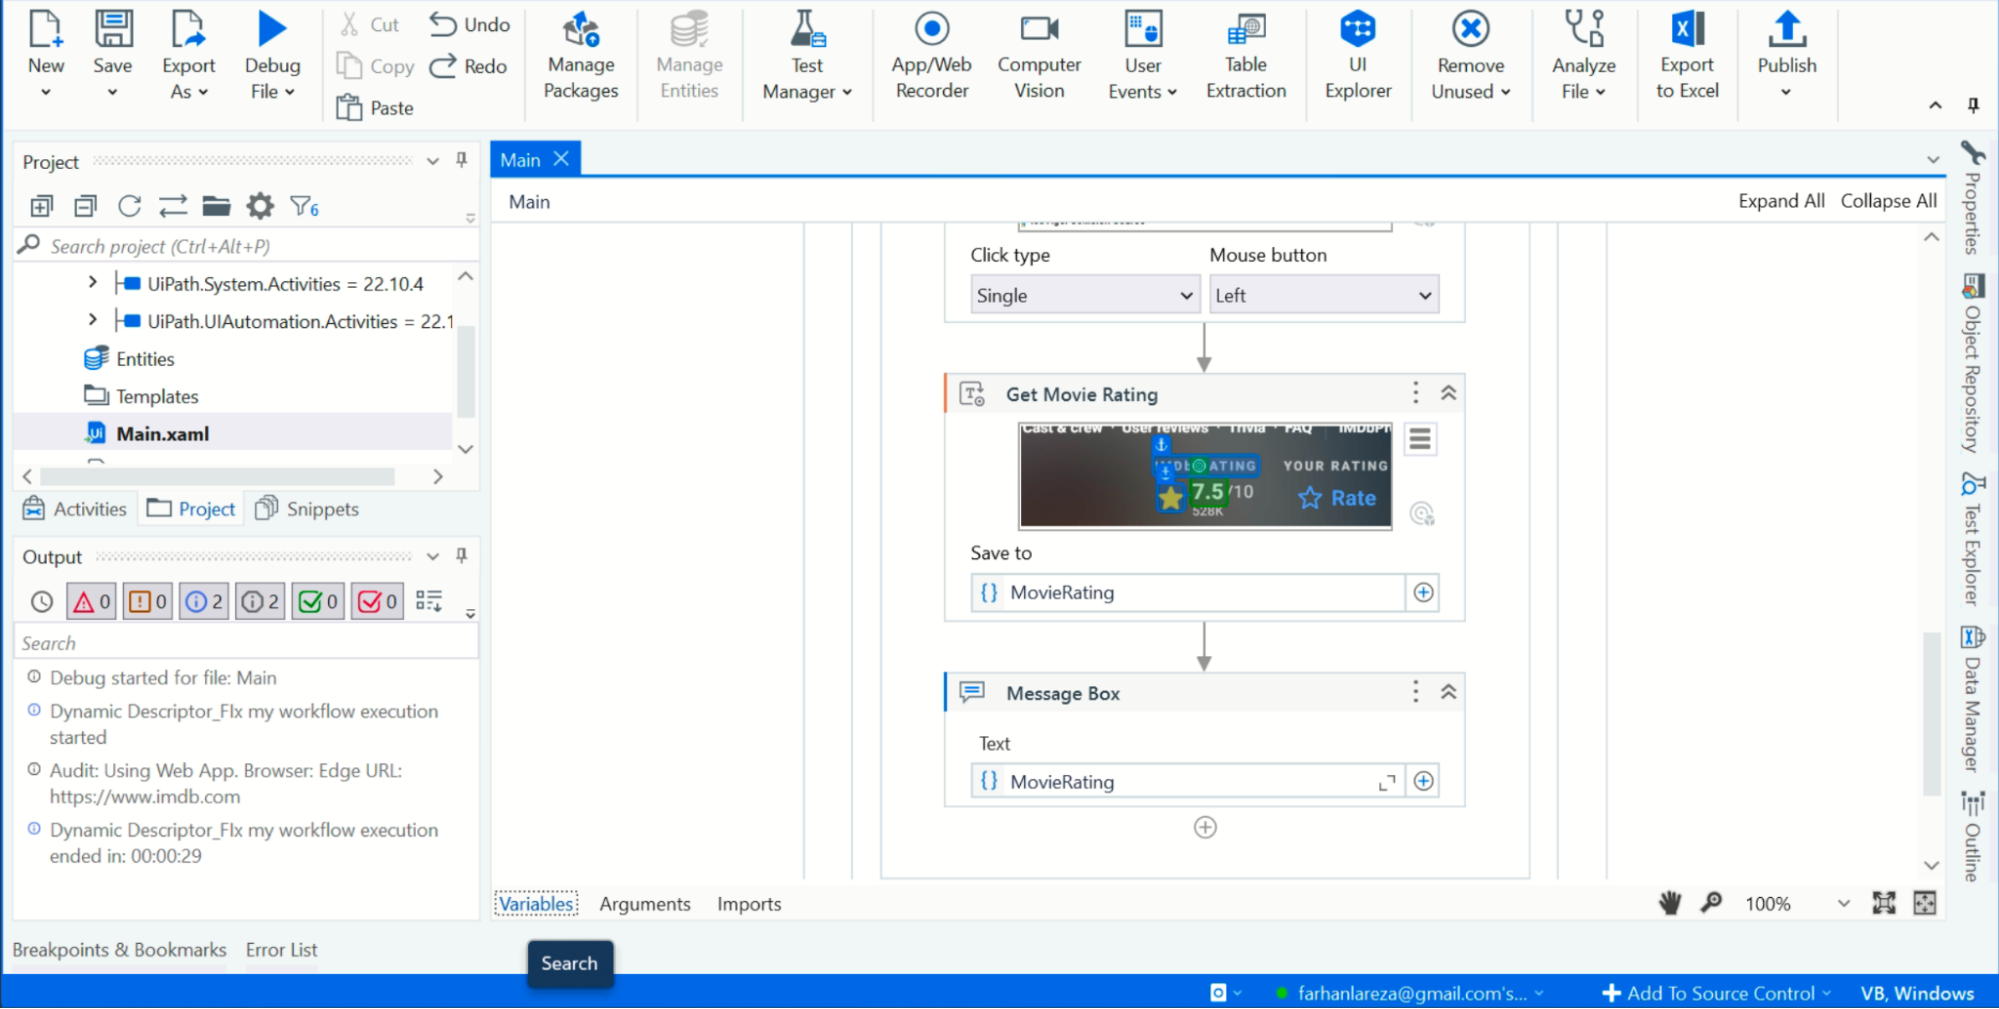 New
Save
Export
As
Debug
File
Cut
Copy
Paste
Undo
Redo
Manage
Packages
Manage
Entities
Test
Manager
App/Web
Recorder
Computer
Vision
User
Events
Table
Extraction
UI
Explorer
Remove
Unused
Analyze
File
Export
to Excel
Publish
Project
6
Search project (Ctrl+Alt+P)
UiPath.System.Activities = 22.10.4
UiPath.UIAutomation.Activities = 22.1
Entities
Templates
Main.xaml
Activities
Project
Snippets
Output
0
0
2
2
0
0
Search
Debug started for file: Main
Dynamic Descriptor_FIx my workflow execution
started
Audit: Using Web App. Browser: Edge URL:
https://www.imdb.com
Dynamic Descriptor_FIx my workflow execution
ended in: 00:00:29
Breakpoints & Bookmarks
Error List
Main
Main
Expand All
Collapse All
Click type
Mouse button
Single
Left
Get Movie Rating
Cast & crew · User reviews · Trivia · FAQ
YOUR RATING
7.5/10
528K
Rate
Save to
MovieRating
Message Box
Text
MovieRating
Variables
Arguments
Imports
100%
Search
Properties
Object Repository
Test Explorer
Data Manager
Outline
farhanlareza@gmail.com's...
Add To Source Control
VB, Windows